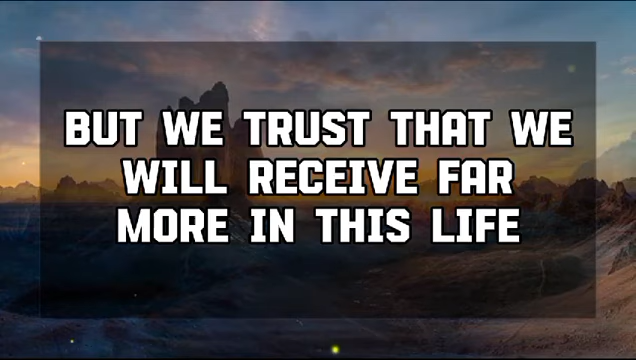 BUT WE TRUST THAT WE
WILL RECEIVE FAR
MORE IN THIS LIFE